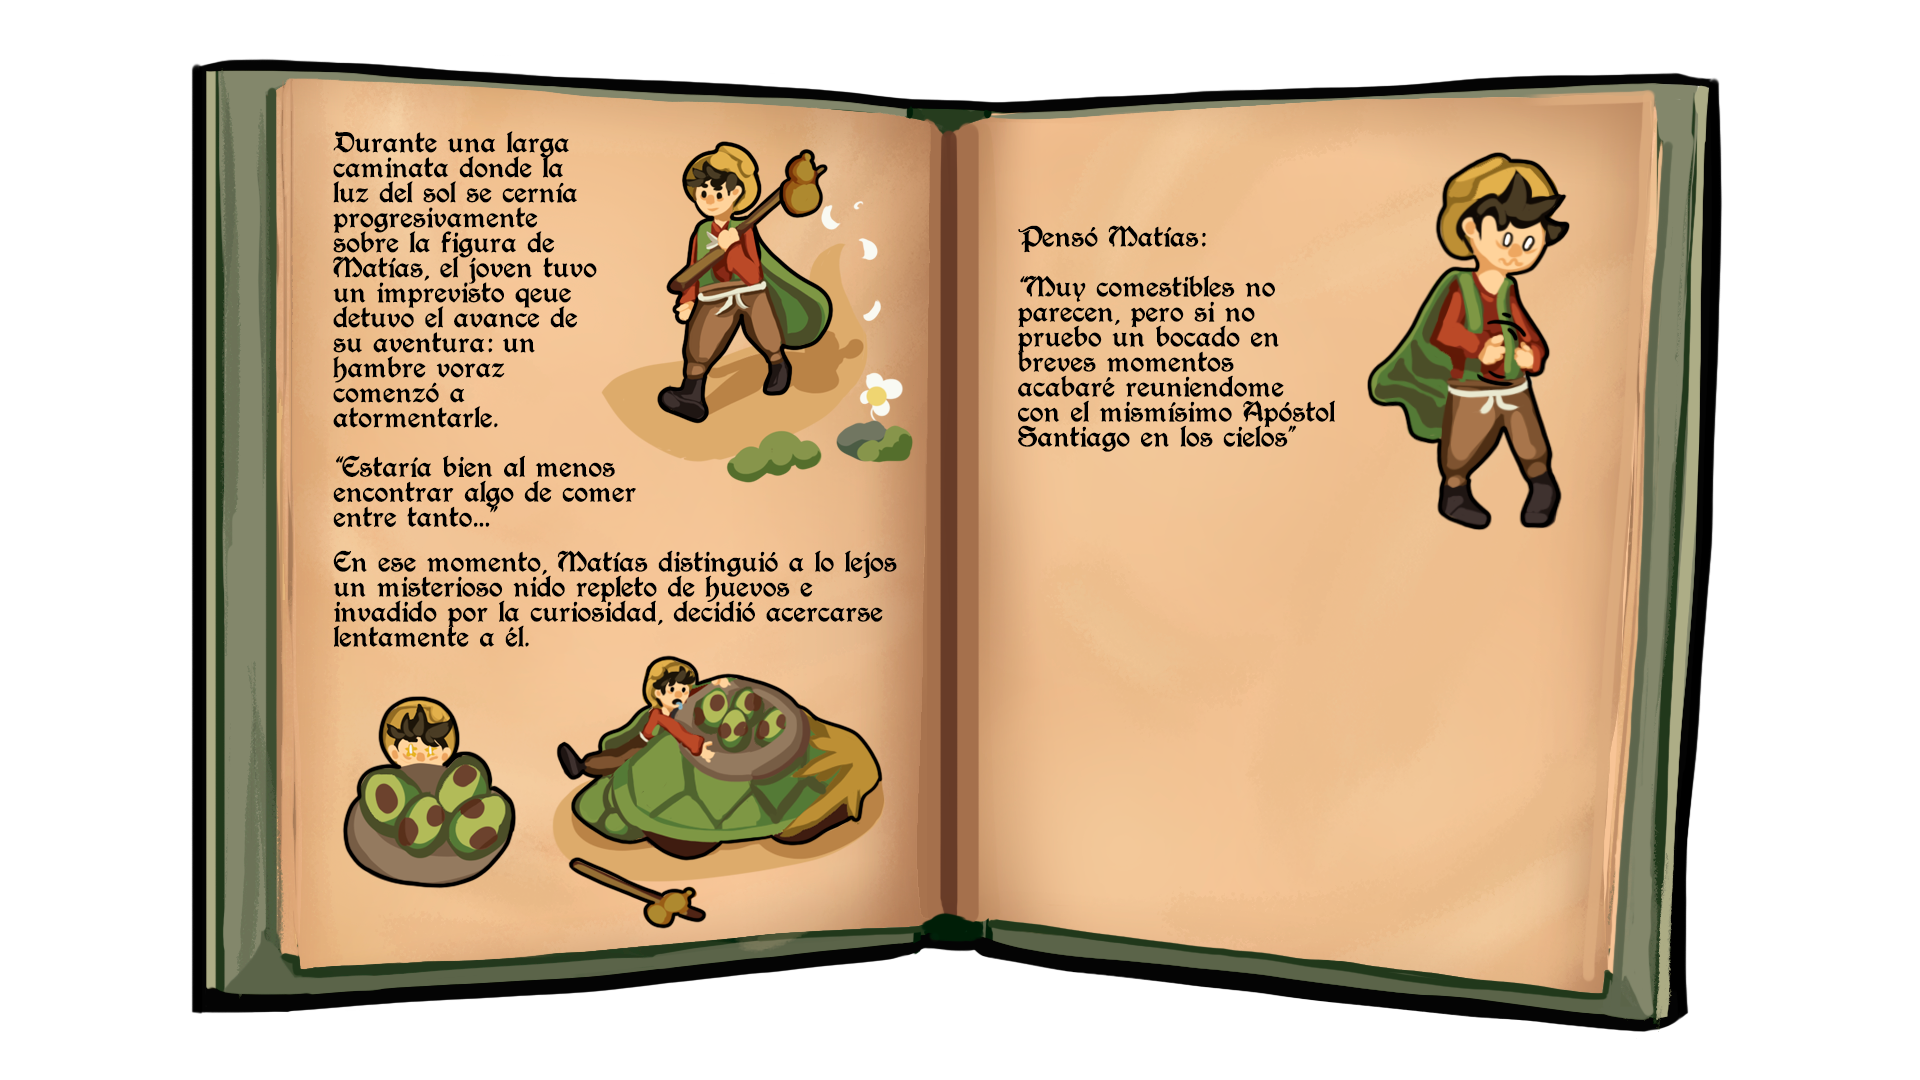 Durante una larga
caminata donde la
luz del sol se cernía
progresivamente
sobre la figura de
Matías, el joven tuvo
un imprevisto qeue
detuvo el avance de
su aventura: un
hambre voraz
comenzó a
atormentarle.
"Estaría bien al menos
encontrar algo de comer
entre tanto..."
En ese momento, Matías distinguió a lo lejos
un misterioso nido repleto de huevos e
invadido por la curiosidad, decidió acercarse
lentamente a él.
Pensó Matías:
"Muy comestibles no
parecen, pero si no
pruebo un bocado en
breves momentos
acabaré reuniendome
con el mismísimo Apóstol
Santiago en los cielos"